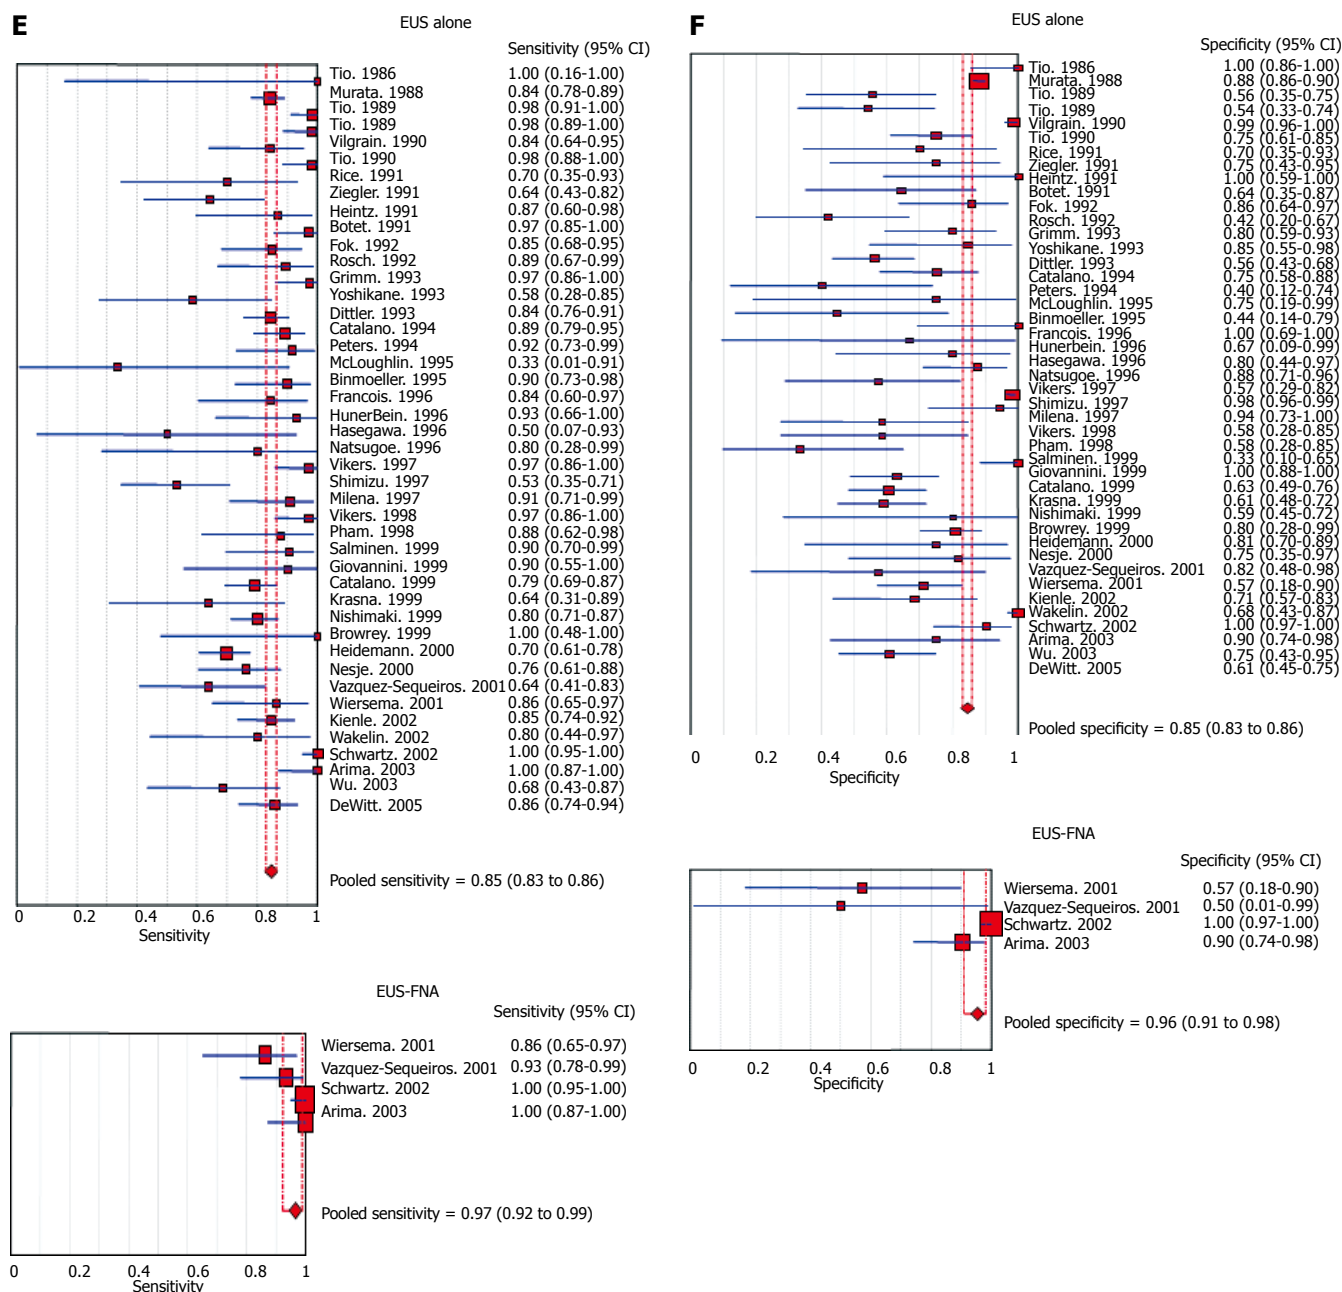 E
EUS alone
Sensitivity (95% CI)
Tio. 1986 1.00 (0.16-1.00)
Murata. 1988 0.84 (0.78-0.89)
Tio. 1989 0.98 (0.91-1.00)
Tio. 1989 0.98 (0.89-1.00)
Vilgrain. 1990 0.84 (0.64-0.95)
Tio. 1990 0.98 (0.88-1.00)
Rice. 1991 0.70 (0.35-0.93)
Ziegler. 1991 0.64 (0.43-0.82)
Heintz. 1991 0.87 (0.60-0.98)
Botet. 1991 0.97 (0.85-1.00)
Fok. 1992 0.85 (0.68-0.95)
Rosch. 1992 0.89 (0.67-0.99)
Grimm. 1993 0.97 (0.86-1.00)
Yoshikane. 1993 0.58 (0.28-0.85)
Dittler. 1993 0.84 (0.76-0.91)
Catalano. 1994 0.89 (0.79-0.95)
Peters. 1994 0.92 (0.73-0.99)
McLoughlin. 1995 0.33 (0.01-0.91)
Binmoeller. 1995 0.90 (0.73-0.98)
Francois. 1996 0.84 (0.60-0.97)
HunerBein. 1996 0.93 (0.66-1.00)
Hasegawa. 1996 0.50 (0.07-0.93)
Natsugoe. 1996 0.80 (0.28-0.99)
Vikers. 1997 0.97 (0.86-1.00)
Shimizu. 1997 0.53 (0.35-0.71)
Milena. 1997 0.91 (0.71-0.99)
Vikers. 1998 0.97 (0.86-1.00)
Pham. 1998 0.88 (0.62-0.98)
Salminen. 1999 0.90 (0.70-0.99)
Giovannini. 1999 0.90 (0.55-1.00)
Catalano. 1999 0.79 (0.69-0.87)
Krasna. 1999 0.64 (0.31-0.89)
Nishimaki. 1999 0.80 (0.71-0.87)
Browrey. 1999 1.00 (0.48-1.00)
Heidemann. 2000 0.70 (0.61-0.78)
Nesje. 2000 0.76 (0.61-0.88)
Vazquez-Sequeiros. 2001 0.64 (0.41-0.83)
Wiersema. 2001 0.86 (0.65-0.97)
Kienle. 2002 0.85 (0.74-0.92)
Wakelin. 2002 0.80 (0.44-0.97)
Schwartz. 2002 1.00 (0.95-1.00)
Arima. 2003 1.00 (0.87-1.00)
Wu. 2003 0.68 (0.43-0.87)
DeWitt. 2005 0.86 (0.74-0.94)
Pooled sensitivity = 0.85 (0.83 to 0.86)
0 0.2 0.4 0.6 0.8 1
Sensitivity
EUS-FNA
Sensitivity (95% CI)
Wiersema. 2001 0.86 (0.65-0.97)
Vazquez-Sequeiros. 2001 0.93 (0.78-0.99)
Schwartz. 2002 1.00 (0.95-1.00)
Arima. 2003 1.00 (0.87-1.00)
Pooled sensitivity = 0.97 (0.92 to 0.99)
0 0.2 0.4 0.6 0.8 1
Sensitivity
F
EUS alone
Specificity (95% CI)
Tio. 1986 1.00 (0.86-1.00)
Murata. 1988 0.88 (0.86-0.90)
Tio. 1989 0.56 (0.35-0.75)
Tio. 1989 0.54 (0.33-0.74)
Vilgrain. 1990 0.99 (0.96-1.00)
Tio. 1990 0.75 (0.61-0.85)
Rice. 1991 0.70 (0.35-0.93)
Ziegler. 1991 0.75 (0.43-0.95)
Heintz. 1991 1.00 (0.59-1.00)
Botet. 1991 0.64 (0.35-0.87)
Fok. 1992 0.86 (0.64-0.97)
Rosch. 1992 0.42 (0.20-0.67)
Grimm. 1993 0.80 (0.59-0.93)
Yoshikane. 1993 0.85 (0.55-0.98)
Dittler. 1993 0.56 (0.43-0.68)
Catalano. 1994 0.75 (0.58-0.88)
Peters. 1994 0.40 (0.12-0.74)
McLoughlin. 1995 0.75 (0.19-0.99)
Binmoeller. 1995 0.44 (0.14-0.79)
Francois. 1996 1.00 (0.69-1.00)
Hunerbein. 1996 0.67 (0.09-0.99)
Hasegawa. 1996 0.80 (0.44-0.97)
Natsugoe. 1996 0.88 (0.71-0.96)
Vikers. 1997 0.57 (0.29-0.82)
Shimizu. 1997 0.98 (0.96-0.99)
Milena. 1997 0.94 (0.73-1.00)
Vikers. 1998 0.58 (0.28-0.85)
Pham. 1998 0.58 (0.28-0.85)
Salminen. 1999 0.33 (0.10-0.65)
Giovannini. 1999 1.00 (0.88-1.00)
Catalano. 1999 0.63 (0.49-0.76)
Krasna. 1999 0.61 (0.48-0.72)
Nishimaki. 1999 0.59 (0.45-0.72)
Browrey. 1999 0.80 (0.28-0.99)
Heidemann. 2000 0.81 (0.70-0.89)
Nesje. 2000 0.75 (0.35-0.97)
Vazquez-Sequeiros. 2001 0.82 (0.48-0.98)
Wiersema. 2001 0.57 (0.18-0.90)
Kienle. 2002 0.71 (0.57-0.83)
Wakelin. 2002 0.68 (0.43-0.87)
Schwartz. 2002 1.00 (0.97-1.00)
Arima. 2003 0.90 (0.74-0.98)
Wu. 2003 0.75 (0.43-0.95)
DeWitt. 2005 0.61 (0.45-0.75)
Pooled specificity = 0.85 (0.83 to 0.86)
0 0.2 0.4 0.6 0.8 1
Specificity
EUS-FNA
Specificity (95% CI)
Wiersema. 2001 0.57 (0.18-0.90)
Vazquez-Sequeiros. 2001 0.50 (0.01-0.99)
Schwartz. 2002 1.00 (0.97-1.00)
Arima. 2003 0.90 (0.74-0.98)
Pooled specificity = 0.96 (0.91 to 0.98)
0 0.2 0.4 0.6 0.8 1
Specificity